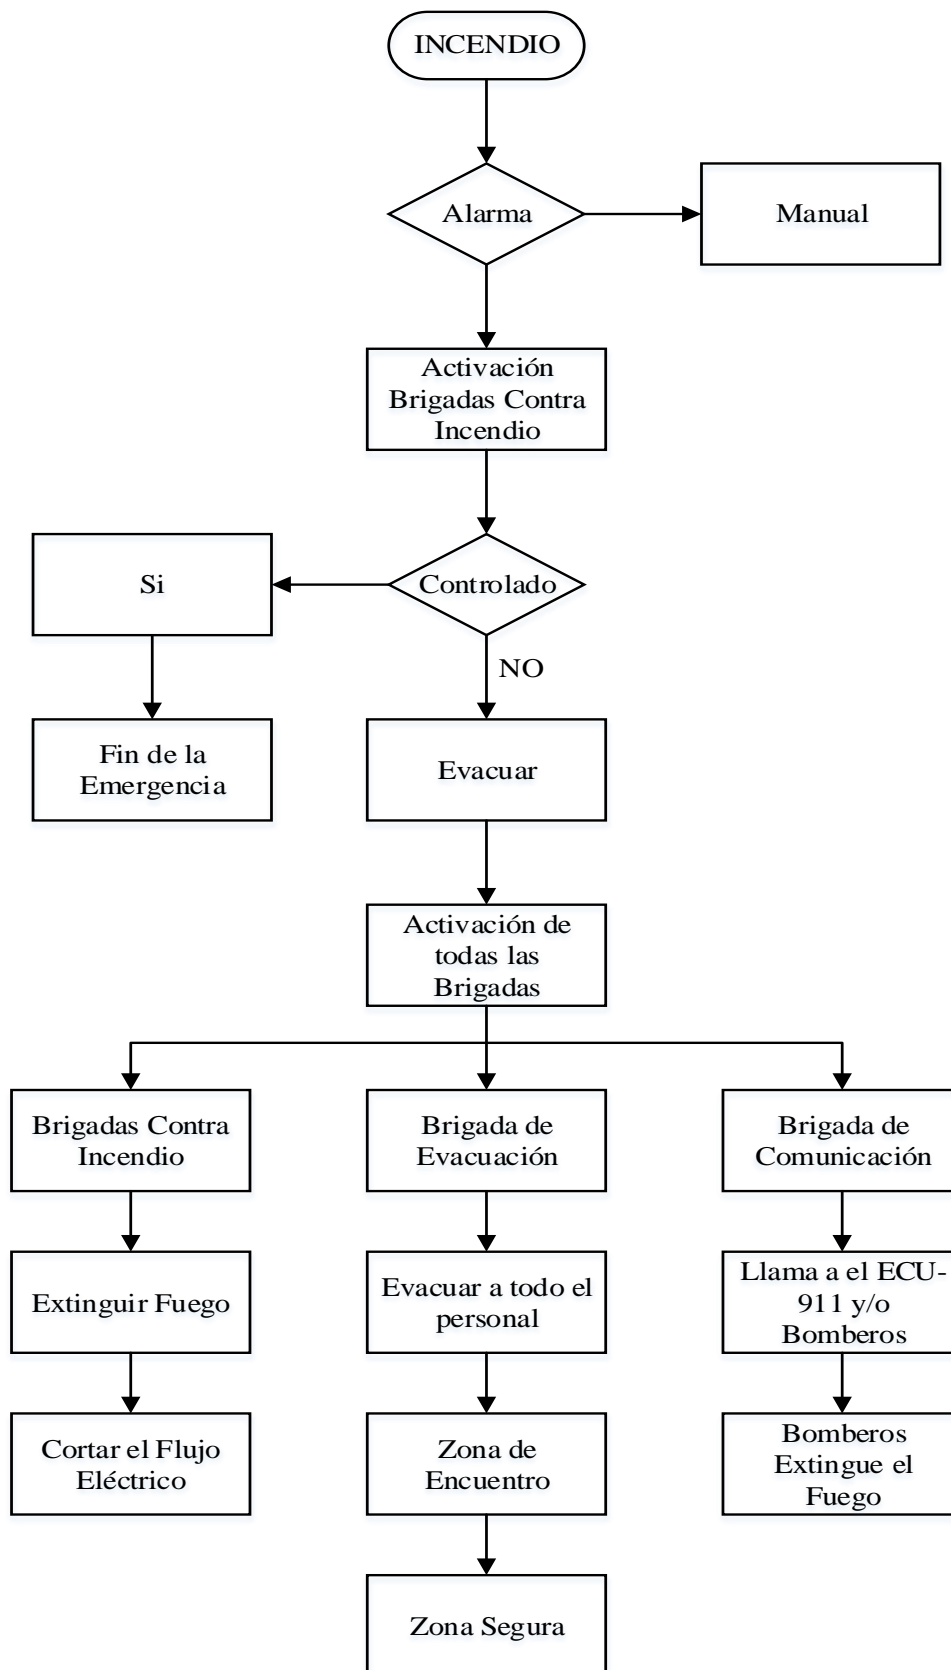 INCENDIO
Alarma
Manual
Activación
Brigadas Contra
Incendio
Si
Controlado
NO
Fin de la
Emergencia
Evacuar
Activación de
todas las
Brigadas
Brigadas Contra
Incendio
Brigada de
Evacuación
Brigada de
Comunicación
Extinguir Fuego
Evacuar a todo el
personal
Llama a el ECU-
911 y/o
Bomberos
Cortar el Flujo
Eléctrico
Zona de
Encuentro
Bomberos
Extingue el
Fuego
Zona Segura